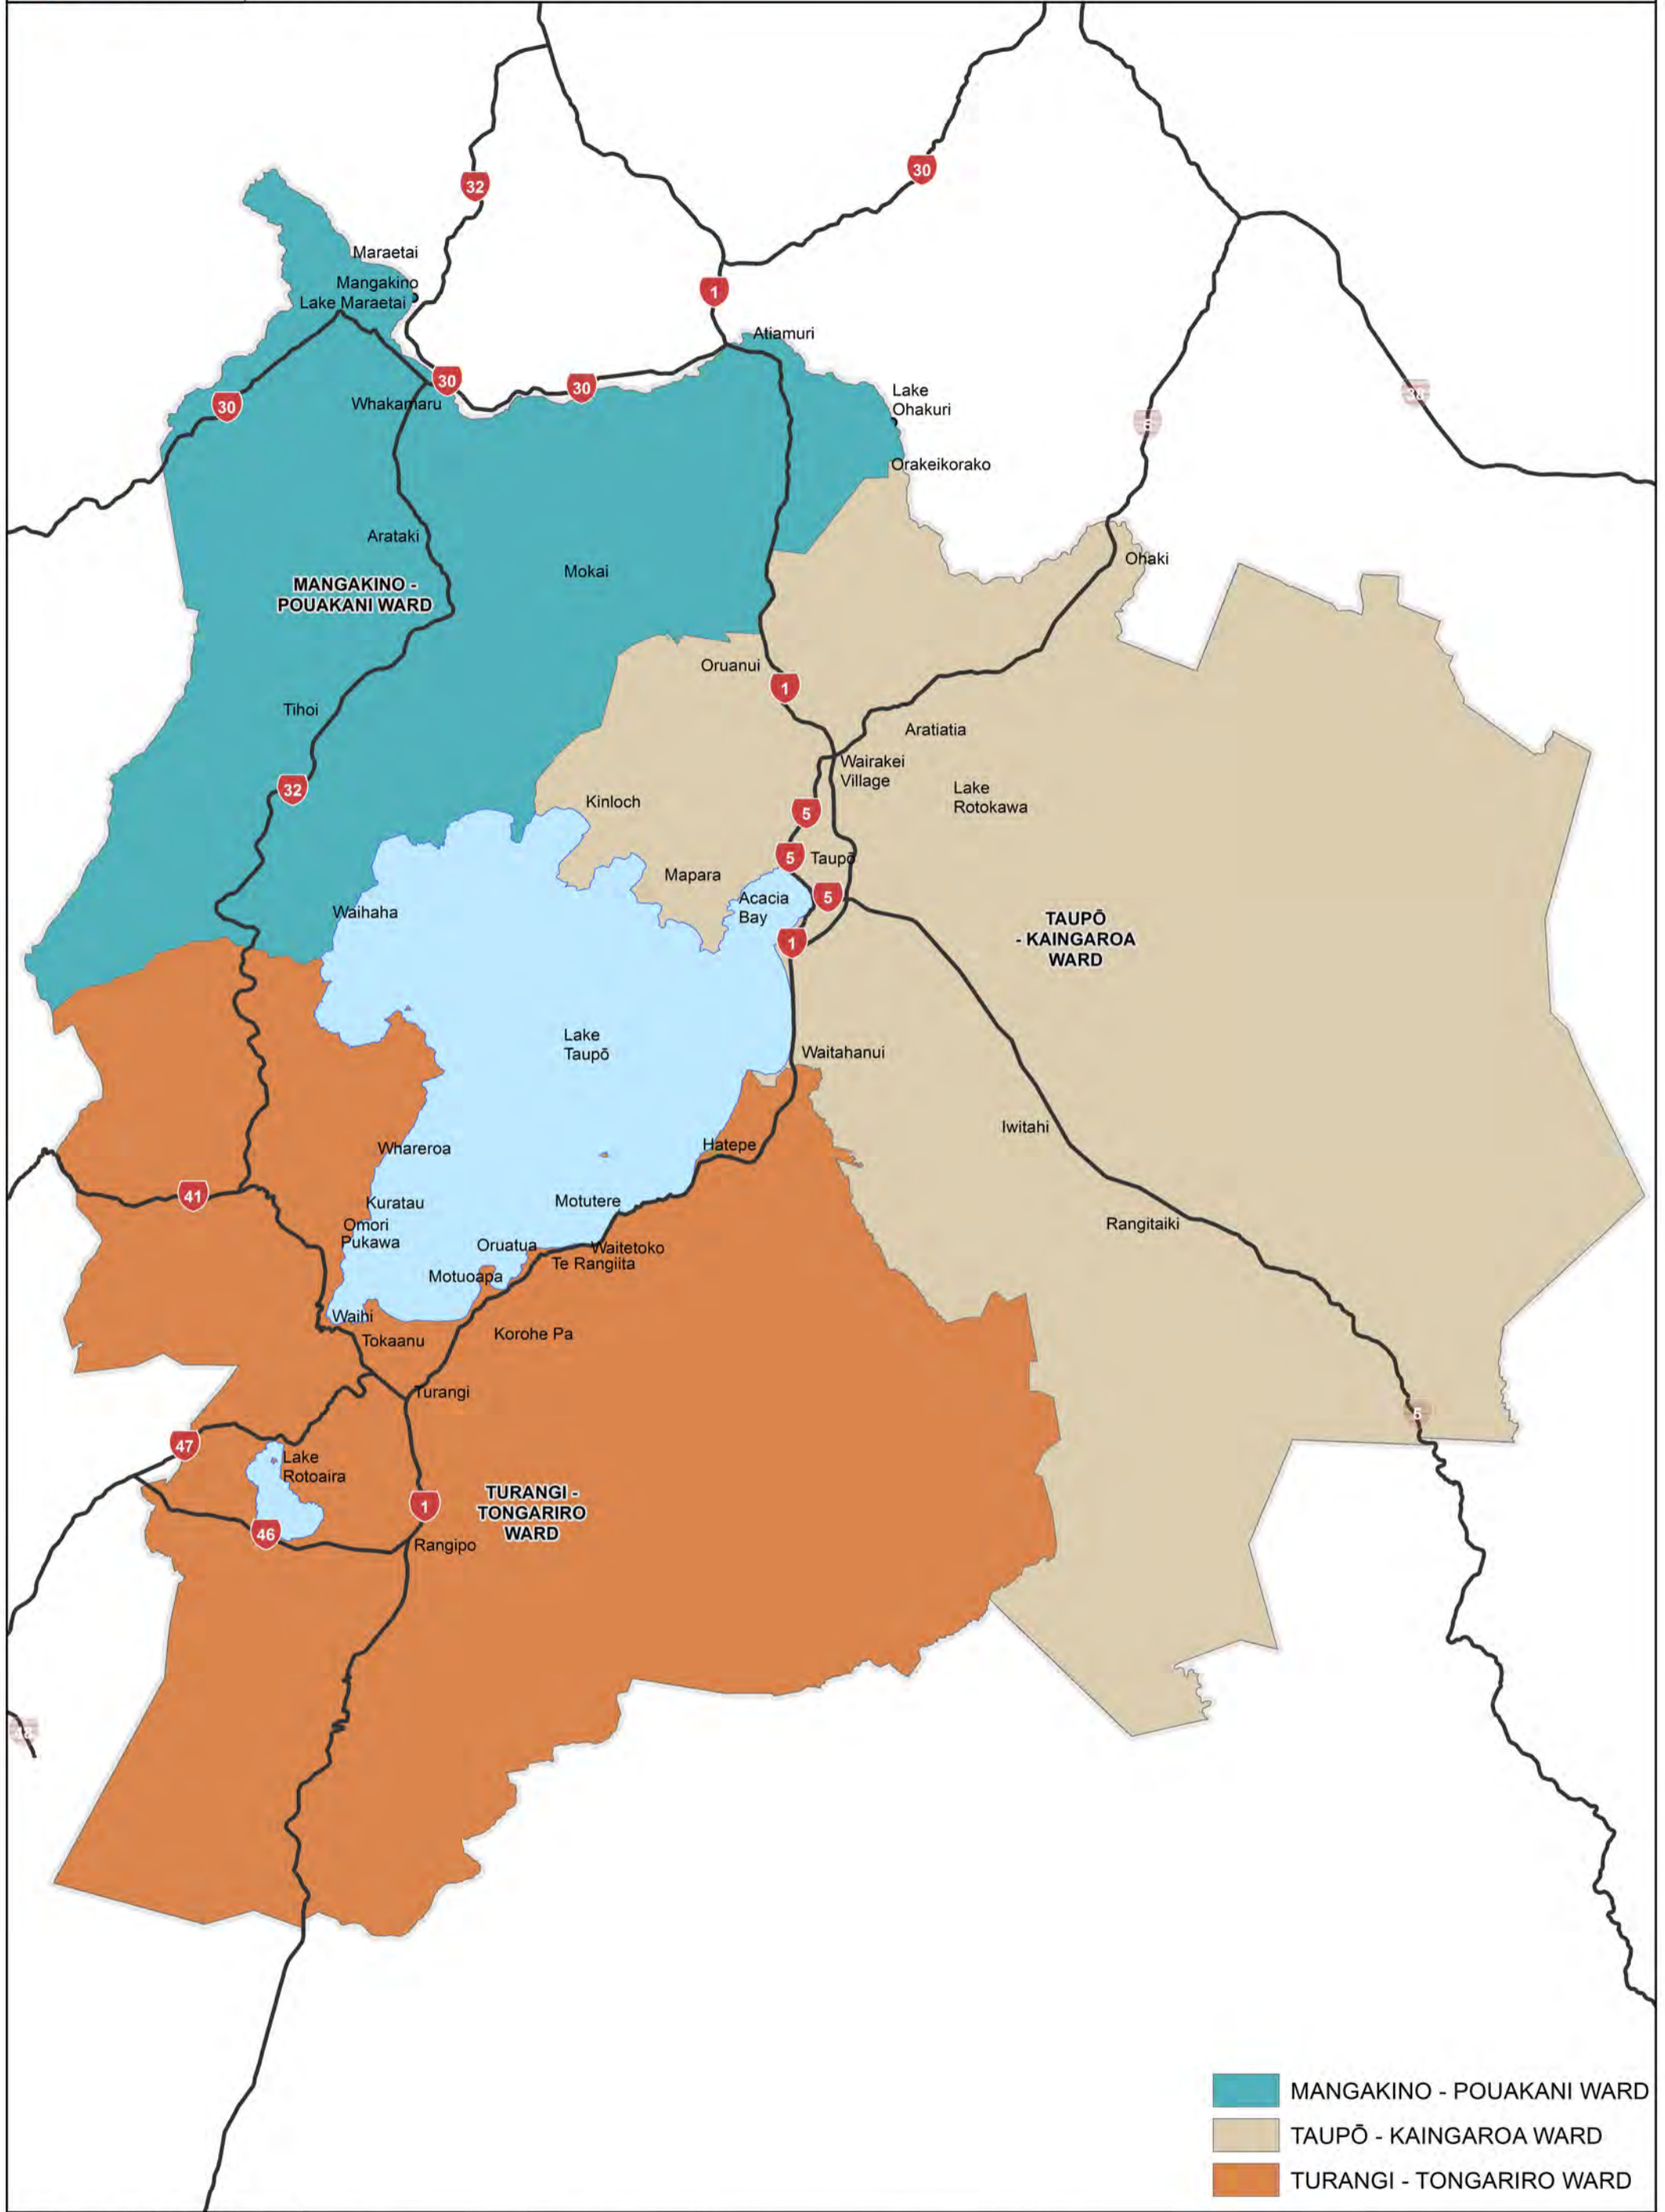 30
32
Maraetai
Mangakino
Lake Maraetai
1
Atiamuri
30
30
30
Whakamaru
Lake
Ohakuri
38
Orakeikorako
Arataki
Ohaki
Mokai
MANGAKINO -
POUAKANI WARD
Oruanui
1
Tihoi
Aratiatia
Wairakei
Village
32
Lake
Rotokawa
Kinloch
5
5
Taupō
Mapara
5
Acacia
Bay
Waihaha
1
TAUPŌ
- KAINGAROA
WARD
Lake
Taupō
Waitahanui
Iwitahi
Whareroa
Hatepe
41
Kuratau
Motutere
Omori
Pukawa
Rangitaiki
Oruatua
Waitetoko
Te Rangiita
Motuoapa
Waihi
Tokaanu
Korohe Pa
Turangi
5
47
Lake
Rotoaira
TURANGI -
TONGARIRO
WARD
1
46
Rangipo
48
MANGAKINO - POUAKANI WARD
TAUPŌ - KAINGAROA WARD
TURANGI - TONGARIRO WARD